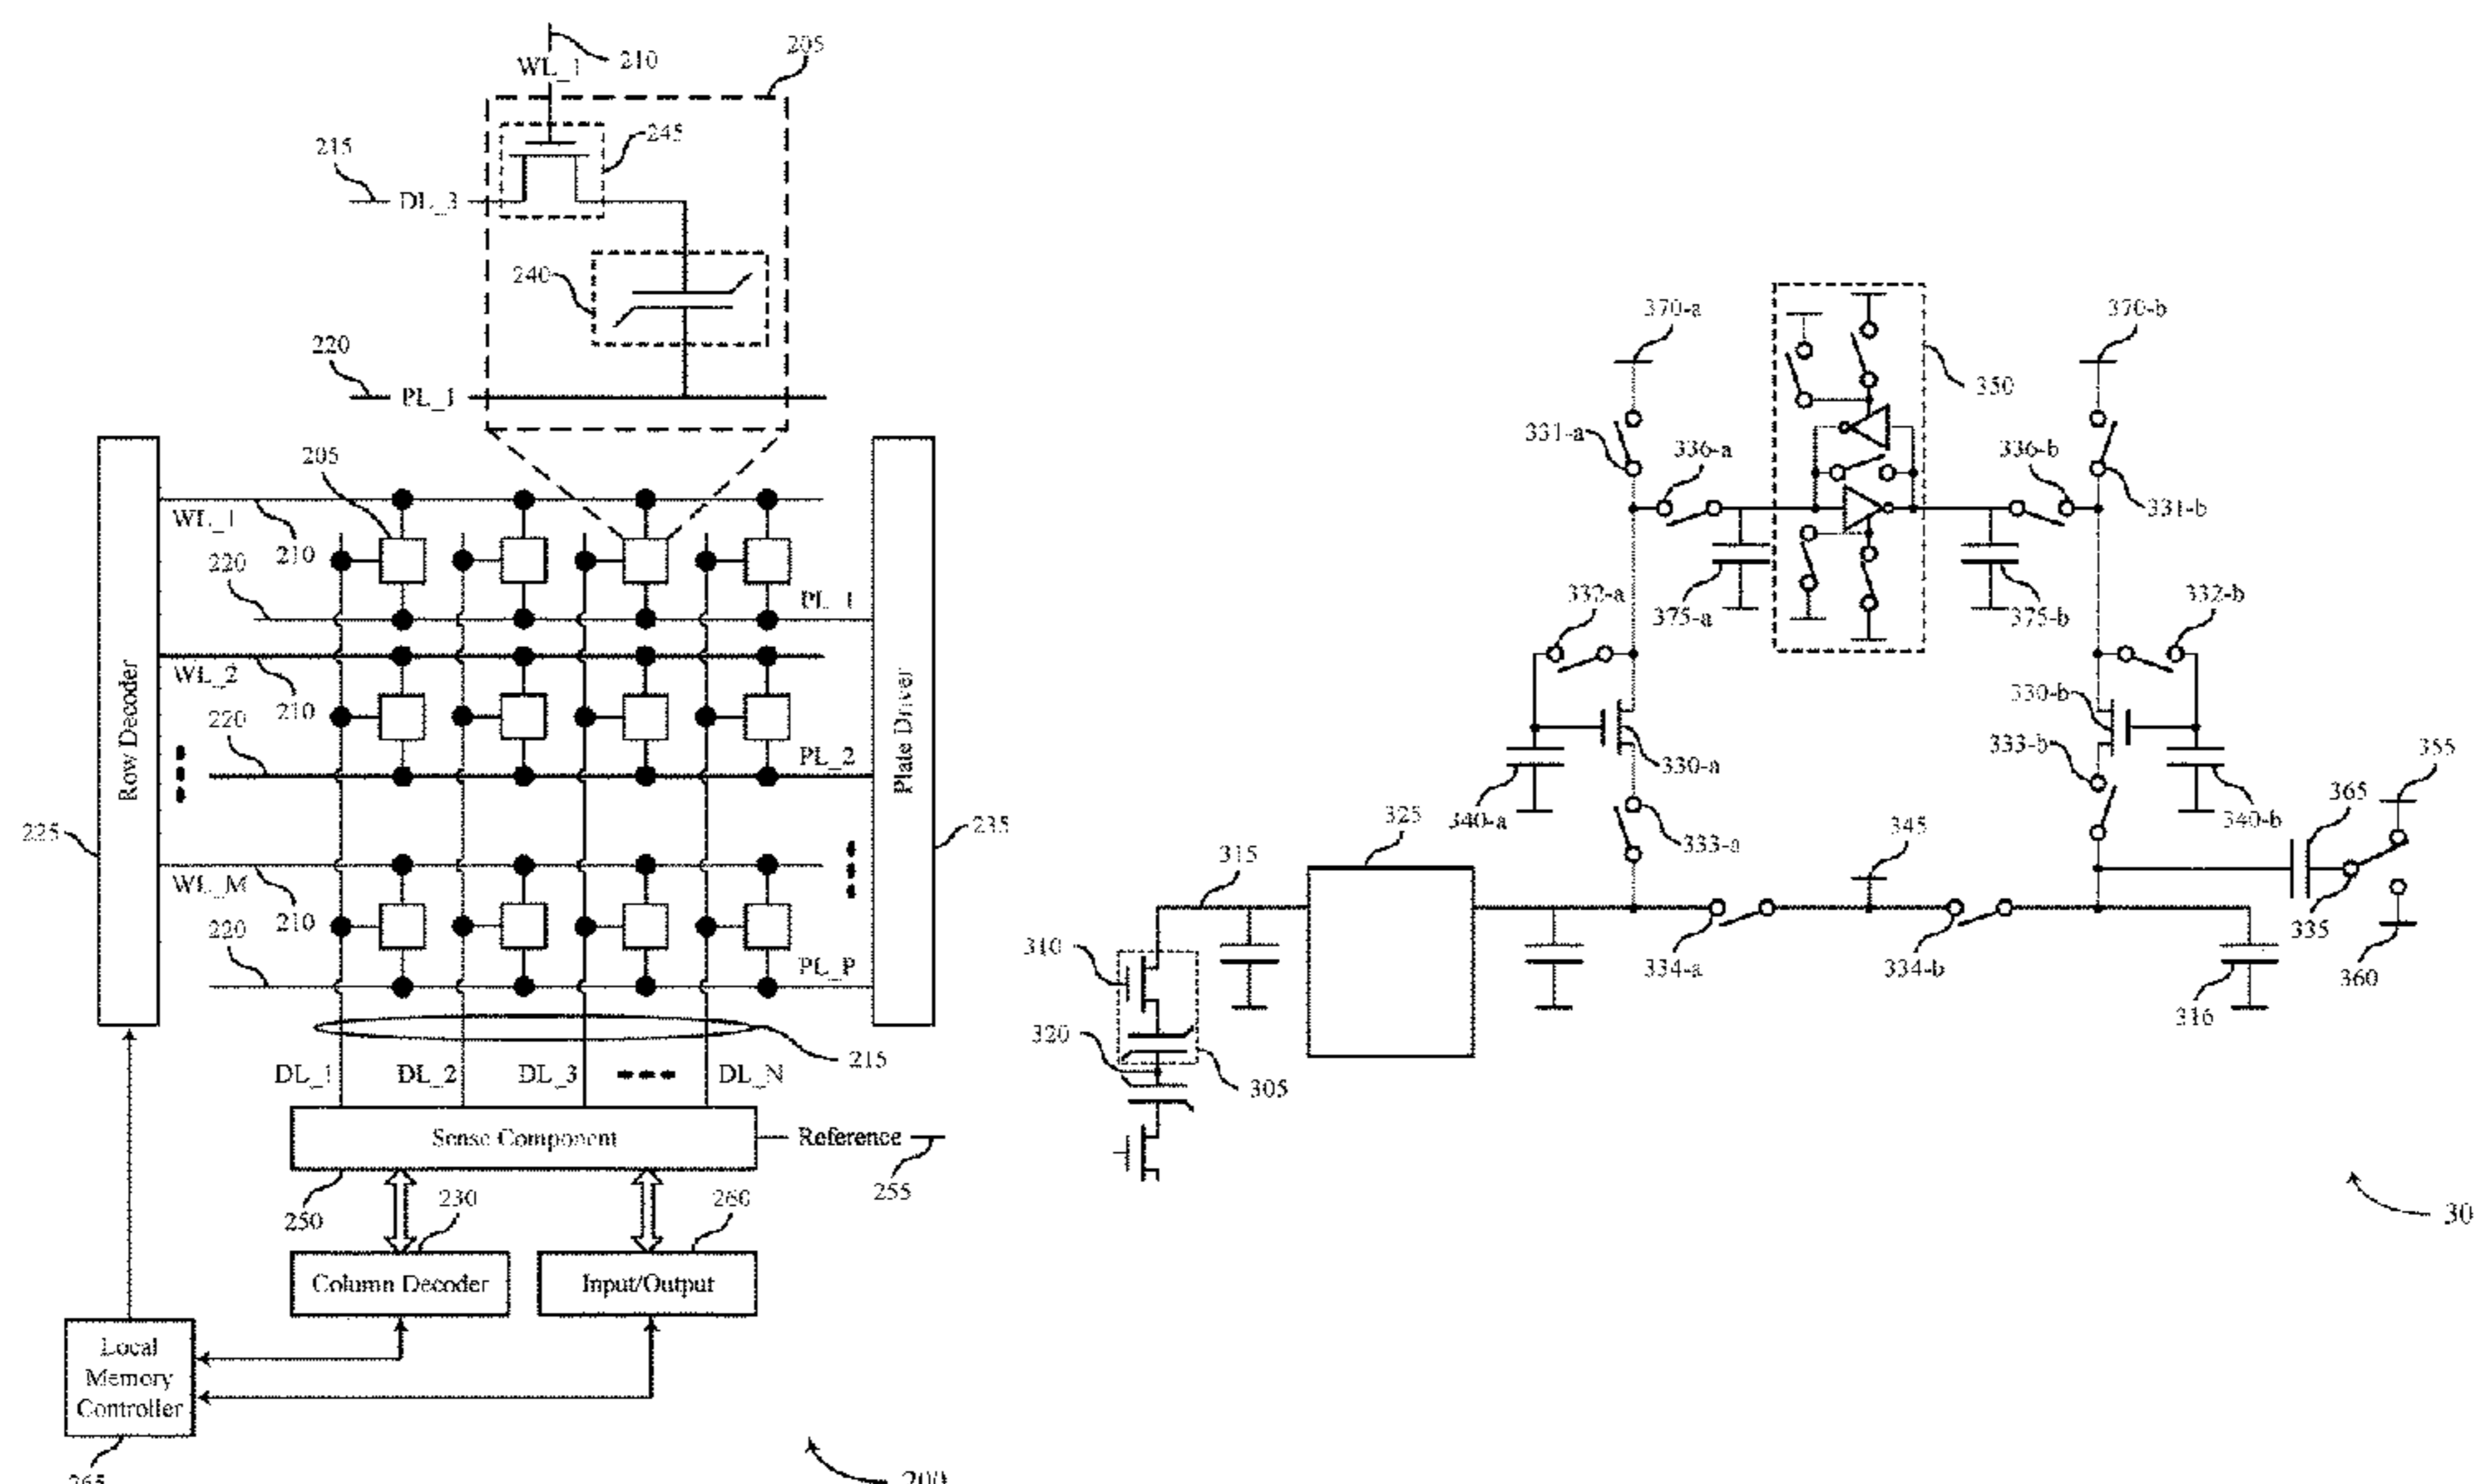 WL_1
210
205
245
215
DL_3
240
220
PL_1
205
WL_1
210
220
220
PL_1
WL_2
210
220
220
PL_2
Row Decoder
Plate Driver
225
235
WL_M
210
220
PL_P
215
DL_1
DL_2
DL_3
DL_N
Sense Component
Reference
255
250
230
260
Column Decoder
Input/Output
Local
Memory
Controller
265
200
370-a
370-b
350
331-a
336-a
336-b
331-b
375-a
375-b
332-a
332-b
330-b
330-a
333-b
355
340-a
340-b
365
333-a
325
345
315
335
310
334-a
334-b
360
316
320
305
30